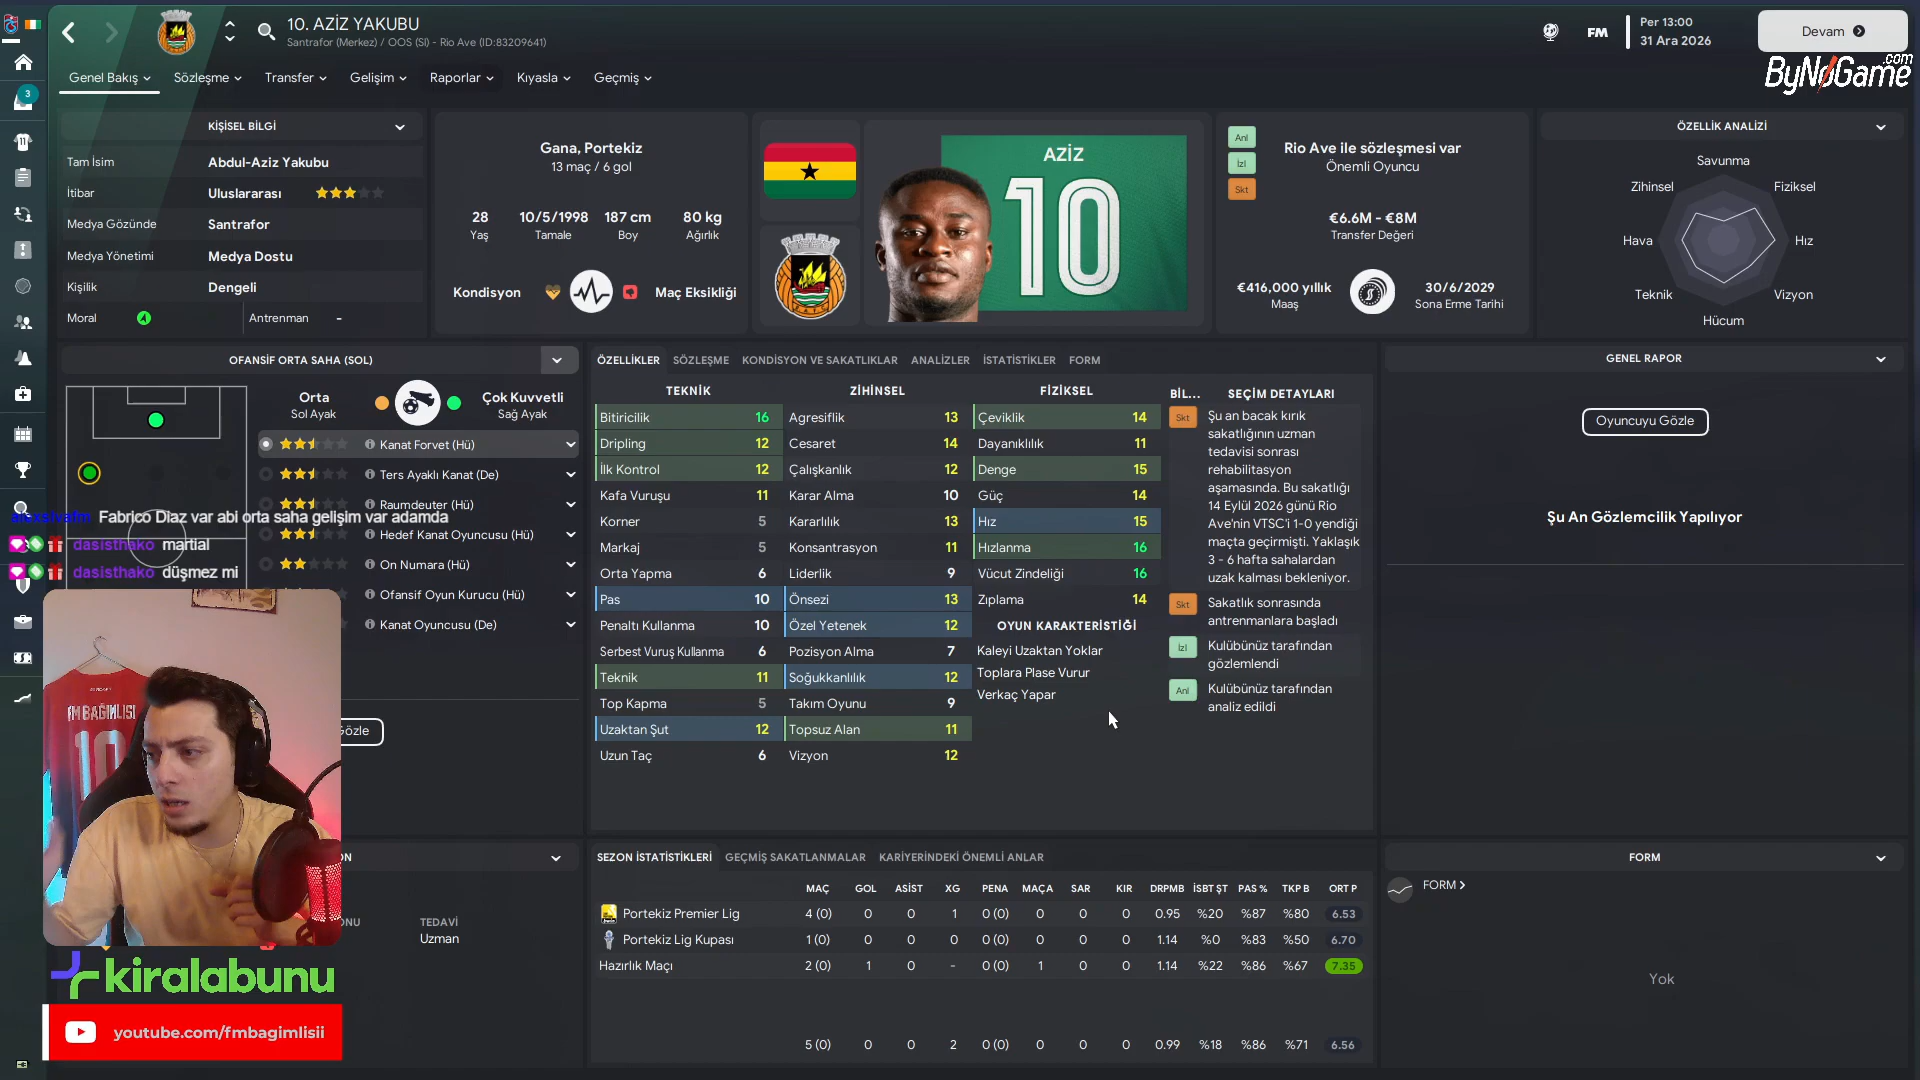 10. AZİZ YAKUBU
Santrafor (Merkez) / OOS (Sl) - Rio Ave (ID:83209641)
FM
Per 13:00
31 Ara 2026
Devam
ByNoGame.com
Genel Bakış
Sözleşme
Transfer
Gelişim
Raporlar
Kıyasla
Geçmiş
3
11
KİŞİSEL BİLGİ
Tam İsim Abdul-Aziz Yakubu
İtibar Uluslararası
Medya Gözünde Santrafor
Medya Yönetimi Medya Dostu
Kişilik Dengeli
Moral
Antrenman -
Gana, Portekiz
13 maç / 6 gol
28 10/5/1998 187 cm 80 kg
Yaş Tamale Boy Ağırlık
Kondisyon
Maç Eksikliği
AZİZ
10
Anl
İzl
Skt
Rio Ave ile sözleşmesi var
Önemli Oyuncu
€6.6M - €8M
Transfer Değeri
€416,000 yıllık
Maaş
30/6/2029
Sona Erme Tarihi
ÖZELLİK ANALİZİ
Savunma
Zihinsel
Fiziksel
Hava
Hız
Teknik
Vizyon
Hücum
OFANSİF ORTA SAHA (SOL)
Orta
Sol Ayak
Çok Kuvvetli
Sağ Ayak
Kanat Forvet (Hü)
Ters Ayaklı Kanat (De)
Raumdeuter (Hü)
Hedef Kanat Oyuncusu (Hü)
On Numara (Hü)
Ofansif Oyun Kurucu (Hü)
Kanat Oyuncusu (De)
alexsivafm Fabrico Diaz var abi orta saha gelişim var adamda
dasisthako martial
dasisthako düşmez mi
ÖZELLİKLER
SÖZLEŞME
KONDİSYON VE SAKATLIKLAR
ANALİZLER
İSTATİSTİKLER
FORM
TEKNİK
Bitiricilik 16
Dripling 12
İlk Kontrol 12
Kafa Vuruşu 11
Korner 5
Markaj 5
Orta Yapma 6
Pas 10
Penaltı Kullanma 10
Serbest Vuruş Kullanma 6
Teknik 11
Top Kapma 5
Uzaktan Şut 12
Uzun Taç 6
ZİHİNSEL
Agresiflik 13
Cesaret 14
Çalışkanlık 12
Karar Alma 10
Kararlılık 13
Konsantrasyon 11
Liderlik 9
Önsezi 13
Özel Yetenek 12
Pozisyon Alma 7
Soğukkanlılık 12
Takım Oyunu 9
Topsuz Alan 11
Vizyon 12
FİZİKSEL
Çeviklik 14
Dayanıklılık 11
Denge 15
Güç 14
Hız 15
Hızlanma 16
Vücut Zindeliği 16
Zıplama 14
OYUN KARAKTERİSTİĞİ
Kaleyi Uzaktan Yoklar
Toplara Plase Vurur
Verkaç Yapar
BİL...
SEÇİM DETAYLARI
Skt
Şu an bacak kırık
sakatlığının uzman
tedavisi sonrası
rehabilitasyon
aşamasında. Bu sakatlığı
14 Eylül 2026 günü Rio
Ave'nin VTSC'i 1-0 yendiği
maçta geçirmişti. Yaklaşık
3 - 6 hafta sahalardan
uzak kalması bekleniyor.
Skt
Sakatlık sonrasında
antrenmanlara başladı
İzl
Kulübünüz tarafından
gözlemlendi
Anl
Kulübünüz tarafından
analiz edildi
GENEL RAPOR
Oyuncuyu Gözle
Şu An Gözlemcilik Yapılıyor
FM BAĞIMLISI
10
TEDAVİ
Uzman
kiralabunu
youtube.com/fmbagimlisii
SEZON İSTATİSTİKLERİ
GEÇMİŞ SAKATLANMALAR
KARİYERİNDEKİ ÖNEMLİ ANLAR
MAÇ GOL ASİST XG PENA MAÇA SAR KIR DRPMB İSBT ŞT PAS % TKP B ORT P
Portekiz Premier Lig 4 (0) 0 0 1 0 (0) 0 0 0 0.95 %20 %87 %80 6.53
Portekiz Lig Kupası 1 (0) 0 0 0 0 (0) 0 0 0 1.14 %0 %83 %50 6.70
Hazırlık Maçı 2 (0) 1 0 - 0 (0) 1 0 0 1.14 %22 %86 %67 7.35
5 (0) 0 0 2 0 (0) 0 0 0 0.99 %18 %86 %71 6.56
FORM
FORM
Yok